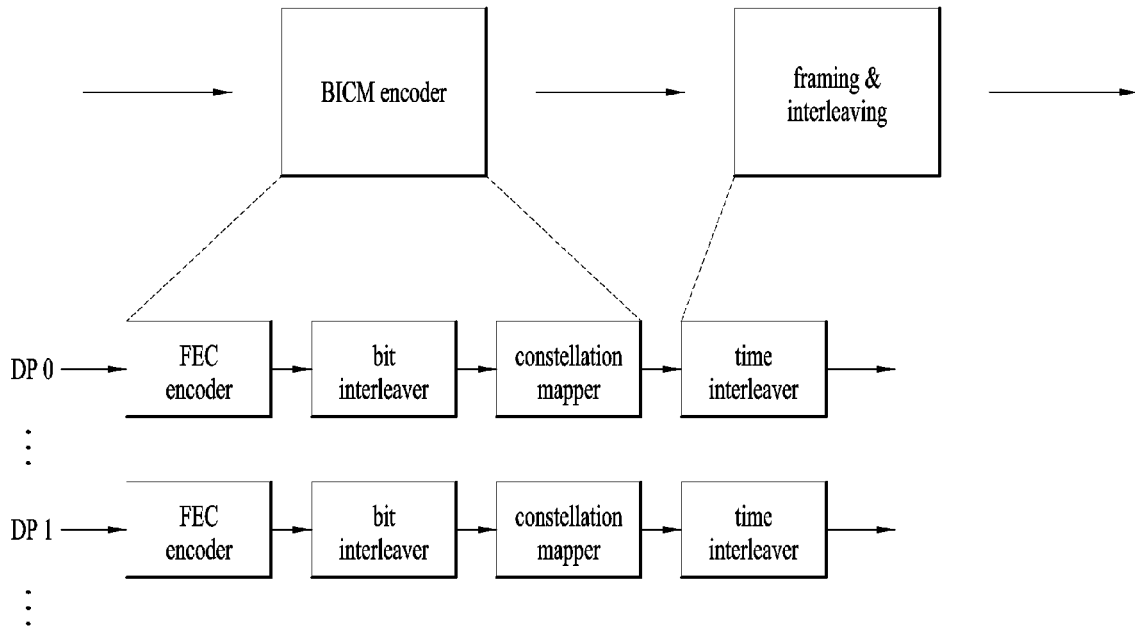 BICM encoder
framing &
interleaving
DP 0
FEC
encoder
bit
interleaver
constellation
mapper
time
interleaver
DP 1
FEC
encoder
bit
interleaver
constellation
mapper
time
interleaver